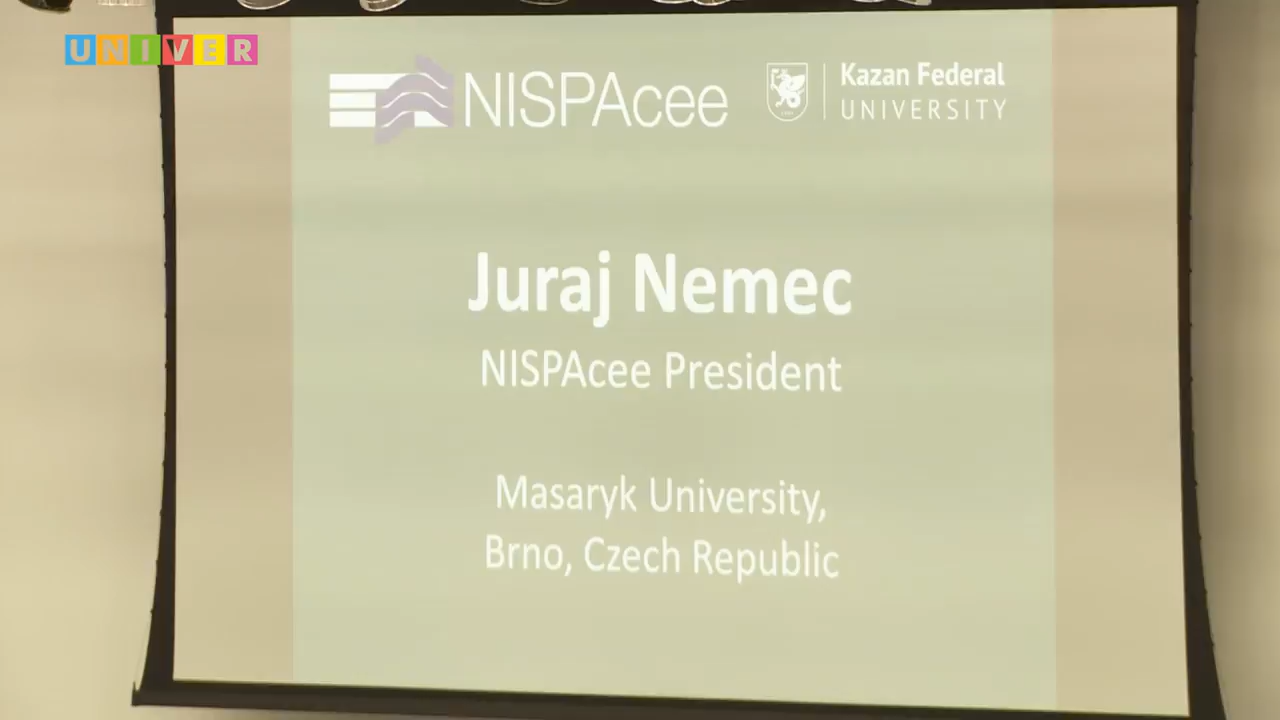 UNIVER
NISPAcee
Kazan Federal
UNIVERSITY
Juraj Nemec
NISPAcee President
Masaryk University,
Brno, Czech Republic